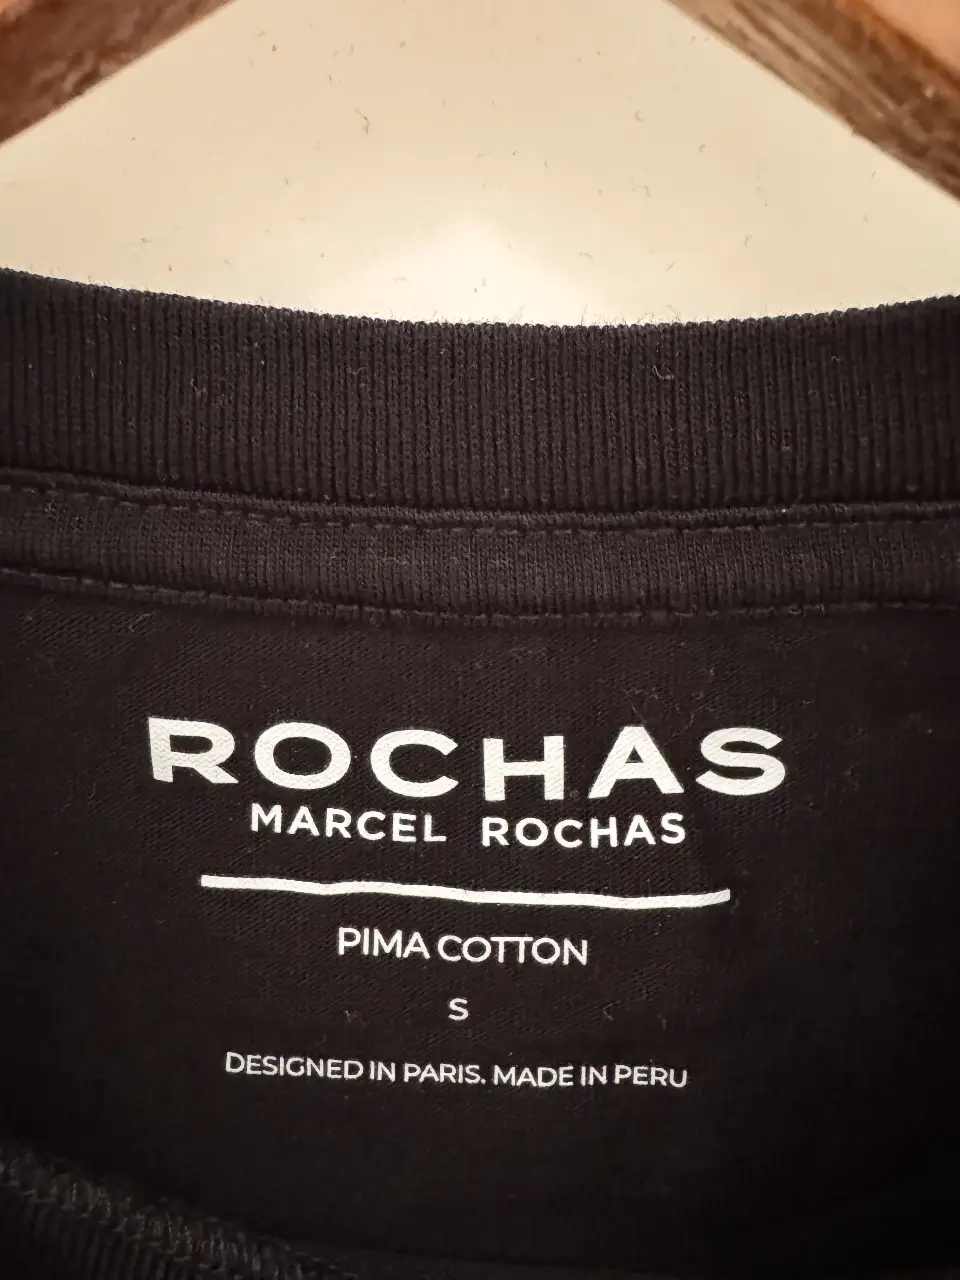 ROCHAS
MARCEL ROCHAS
PIMA COTTON
S
DESIGNED IN PARIS. MADE IN PERU